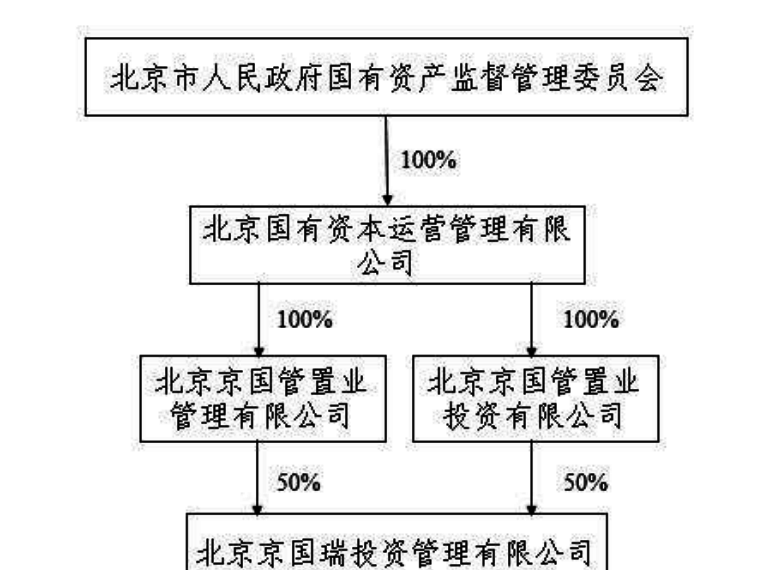 北京市人民政府国有资产监督管理委员会
100%
北京国有资本运营管理有限
公司
100%
100%
北京京国管置业
管理有限公司
北京京国管置业
投资有限公司
50%
50%
北京京国瑞投资管理有限公司